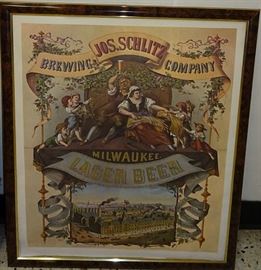 JOS. SCHLITZ
BREWING COMPANY
MILWAUKEE
LAGER BEER